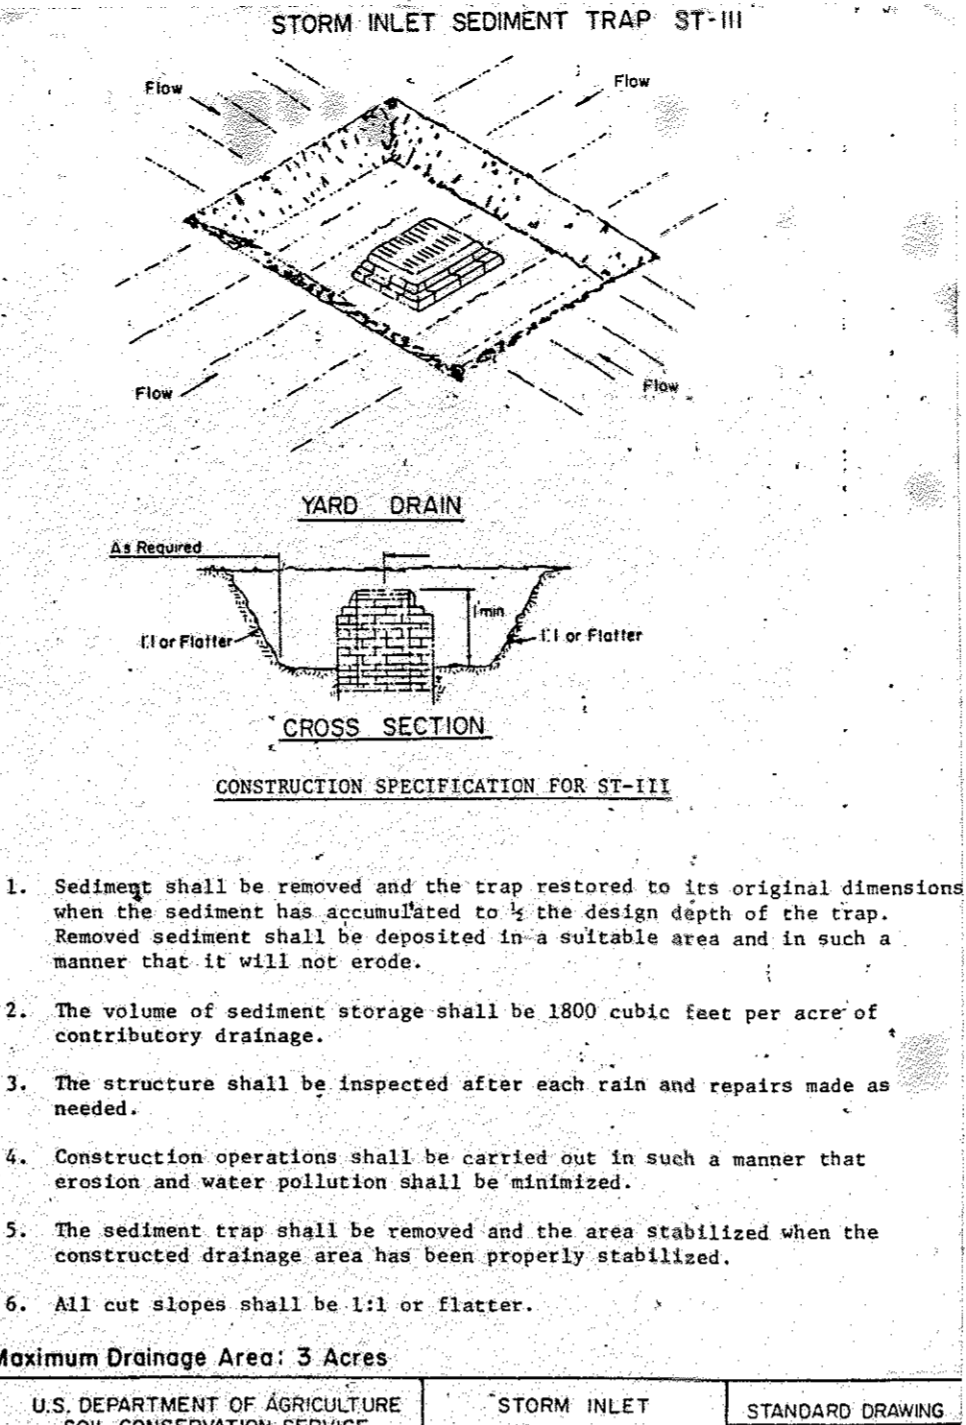 STORM INLET SEDIMENT TRAP ST-III
Flow
Flow
Flow
Flow
YARD DRAIN
As Required
1' min
1:1 or Flatter
1:1 or Flatter
CROSS SECTION
CONSTRUCTION SPECIFICATION FOR ST-III
1. Sediment shall be removed and the trap restored to its original dimensions
when the sediment has accumulated to ½ the design depth of the trap.
Removed sediment shall be deposited in a suitable area and in such a
manner that it will not erode.
2. The volume of sediment storage shall be 1800 cubic feet per acre of
contributory drainage.
3. The structure shall be inspected after each rain and repairs made as
needed.
4. Construction operations shall be carried out in such a manner that
erosion and water pollution shall be minimized.
5. The sediment trap shall be removed and the area stabilized when the
constructed drainage area has been properly stabilized.
6. All cut slopes shall be 1:1 or flatter.
Maximum Drainage Area: 3 Acres
U.S. DEPARTMENT OF AGRICULTURE
SOIL CONSERVATION SERVICE
STORM INLET
STANDARD DRAWING